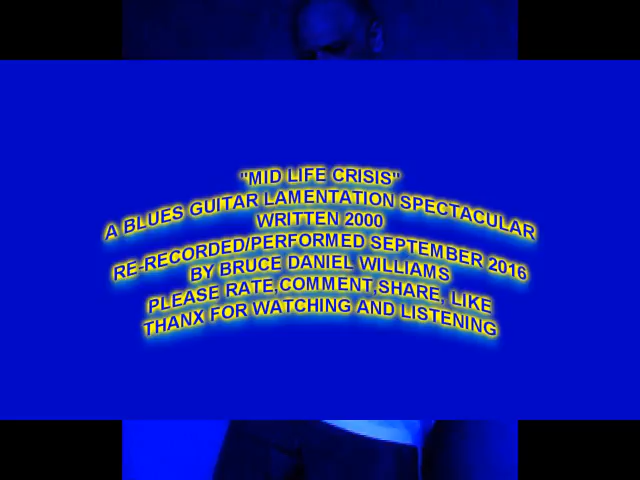 "MID LIFE CRISIS"
A BLUES GUITAR LAMENTATION SPECTACULAR
WRITTEN 2000
RE-RECORDED/PERFORMED SEPTEMBER 2016
BY BRUCE DANIEL WILLIAMS
PLEASE RATE,COMMENT,SHARE, LIKE
THANX FOR WATCHING AND LISTENING